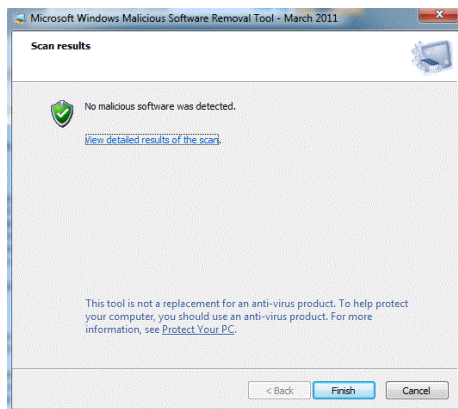 Microsoft Windows Malicious Software Removal Tool - March 2011
Scan results
No malicious software was detected.
View detailed results of the scan.
This tool is not a replacement for an anti-virus product. To help protect
your computer, you should use an anti-virus product. For more
information, see Protect Your PC.
< Back Finish Cancel